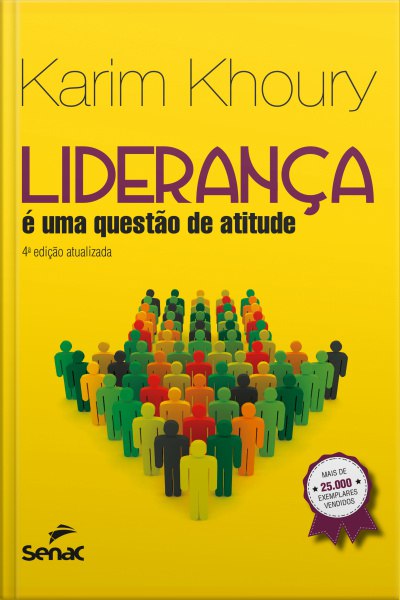 Karim Khoury
LIDERANÇA
é uma questão de atitude
4ª edição atualizada
MAIS DE
25.000
EXEMPLARES
VENDIDOS
Senac